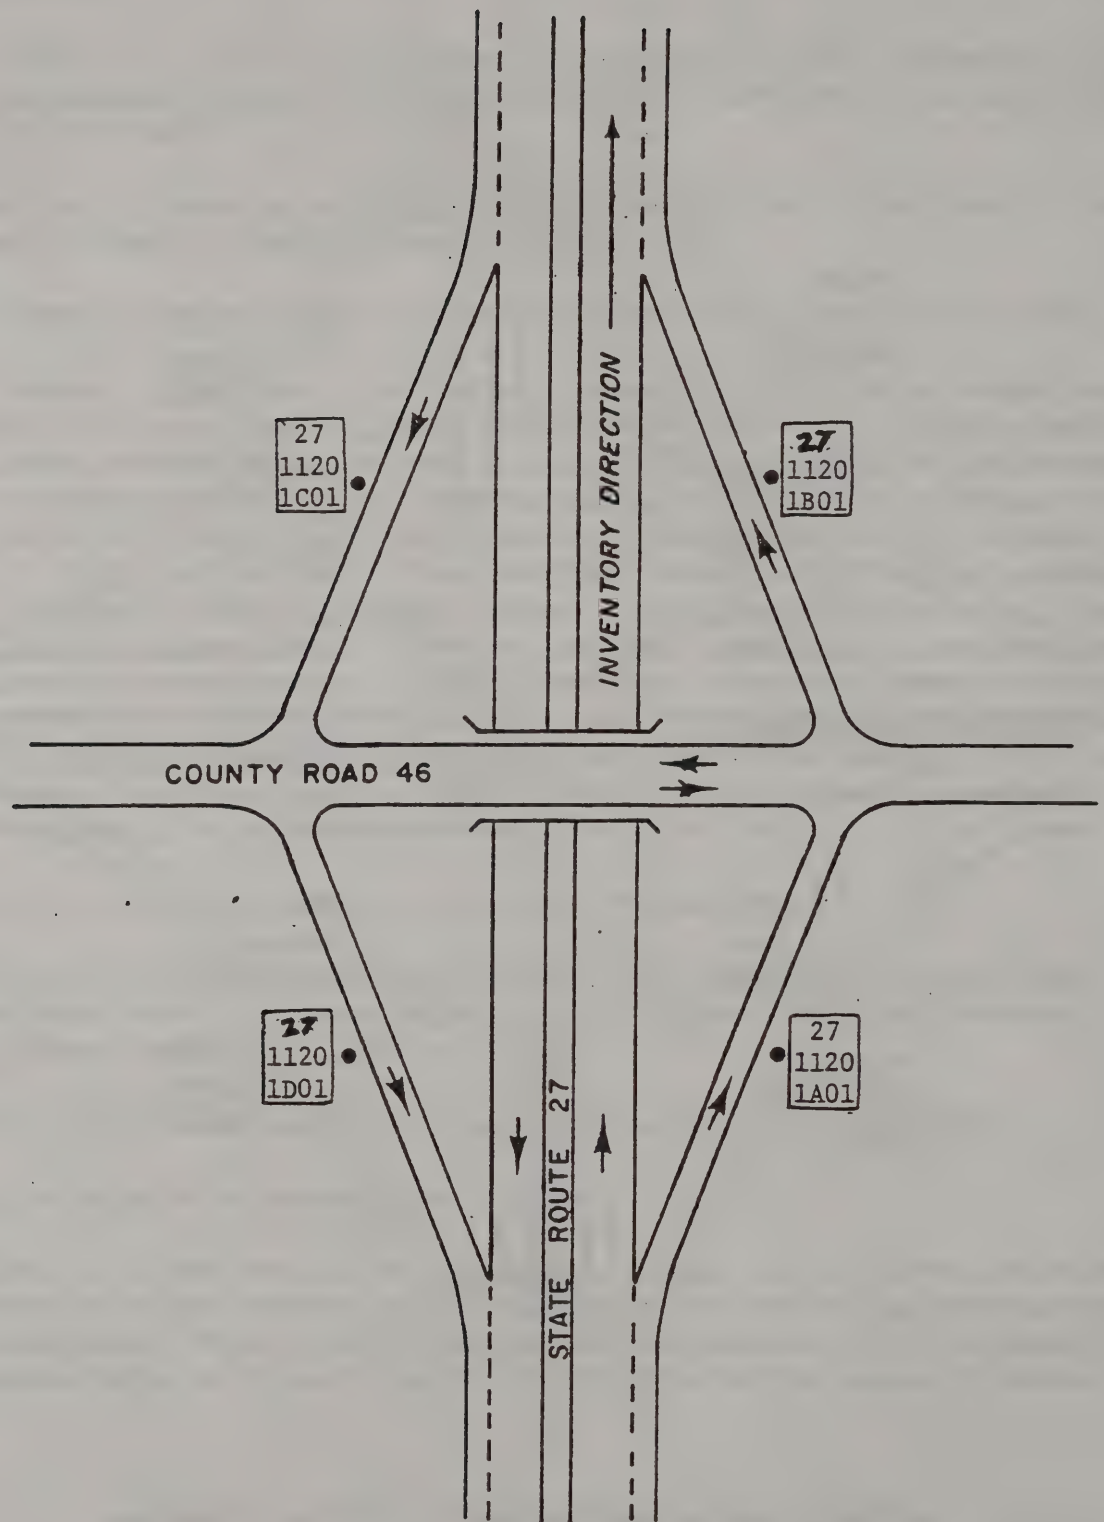 27
1120
1C01
27
1120
1B01
INVENTORY DIRECTION
COUNTY ROAD 46
27
1120
1D01
27
1120
1A01
STATE ROUTE 27